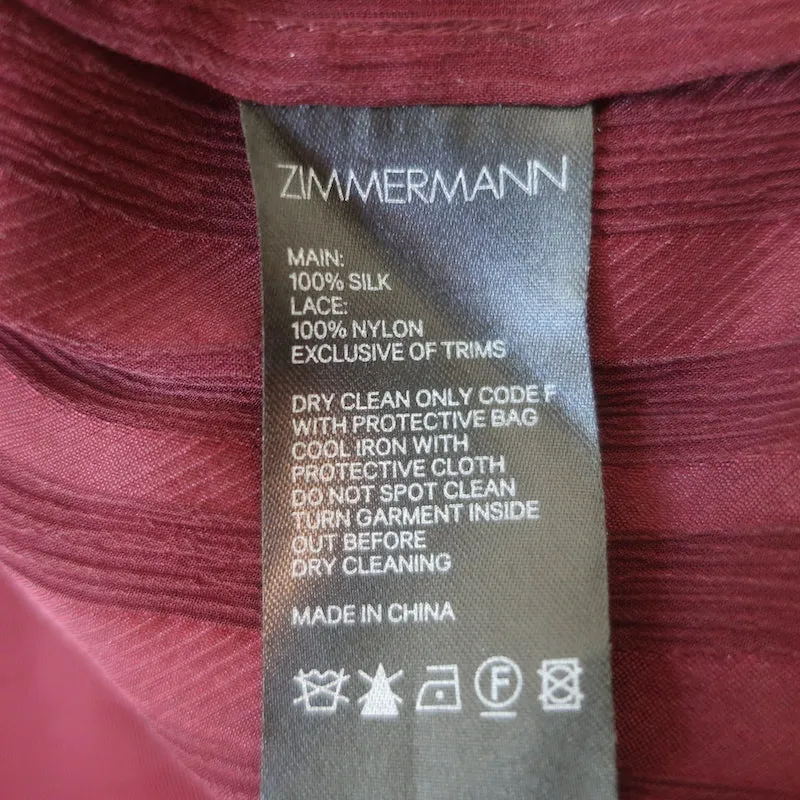 ZIMMERMANN
MAIN:
100% SILK
LACE:
100% NYLON
EXCLUSIVE OF TRIMS
DRY CLEAN ONLY CODE F
WITH PROTECTIVE BAG
COOL IRON WITH
PROTECTIVE CLOTH
DO NOT SPOT CLEAN
TURN GARMENT INSIDE
OUT BEFORE
DRY CLEANING
MADE IN CHINA
F